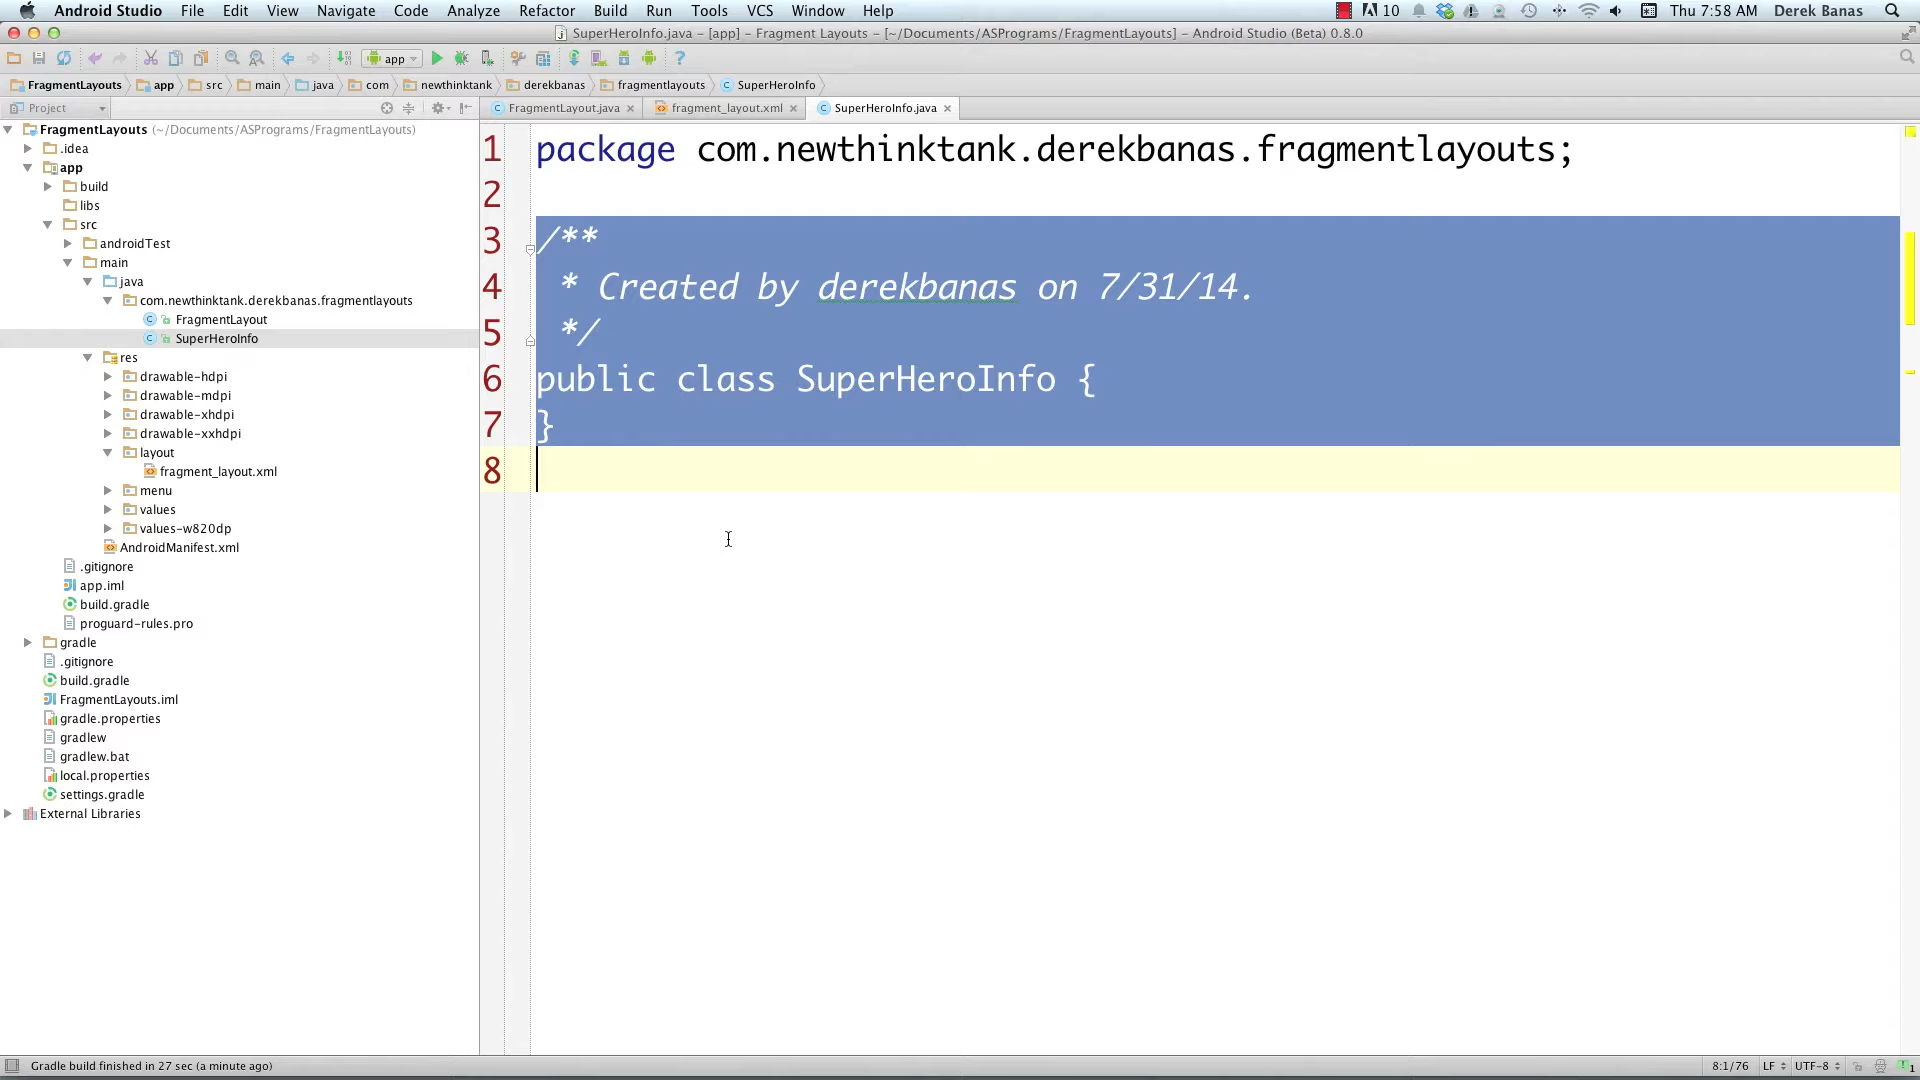 Android Studio File Edit View Navigate Code Analyze Refactor Build Run Tools VCS Window Help 10 Thu 7:58 AM Derek Banas
SuperHeroInfo.java - [app] - Fragment Layouts - [~/Documents/ASPrograms/FragmentLayouts] - Android Studio (Beta) 0.8.0
app
FragmentLayouts app src main java com newthinktank derekbanas fragmentlayouts SuperHeroInfo
Project FragmentLayout.java fragment_layout.xml SuperHeroInfo.java
FragmentLayouts (~/Documents/ASPrograms/FragmentLayouts)
.idea
app
build
libs
src
androidTest
main
java
com.newthinktank.derekbanas.fragmentlayouts
FragmentLayout
SuperHeroInfo
res
drawable-hdpi
drawable-mdpi
drawable-xhdpi
drawable-xxhdpi
layout
fragment_layout.xml
menu
values
values-w820dp
AndroidManifest.xml
.gitignore
app.iml
build.gradle
proguard-rules.pro
gradle
.gitignore
build.gradle
FragmentLayouts.iml
gradle.properties
gradlew
gradlew.bat
local.properties
settings.gradle
External Libraries
1 package com.newthinktank.derekbanas.fragmentlayouts;
2
3 /**
4 * Created by derekbanas on 7/31/14.
5 */
6 public class SuperHeroInfo {
7 }
8
Gradle build finished in 27 sec (a minute ago) 8:1/76 LF UTF-8 1